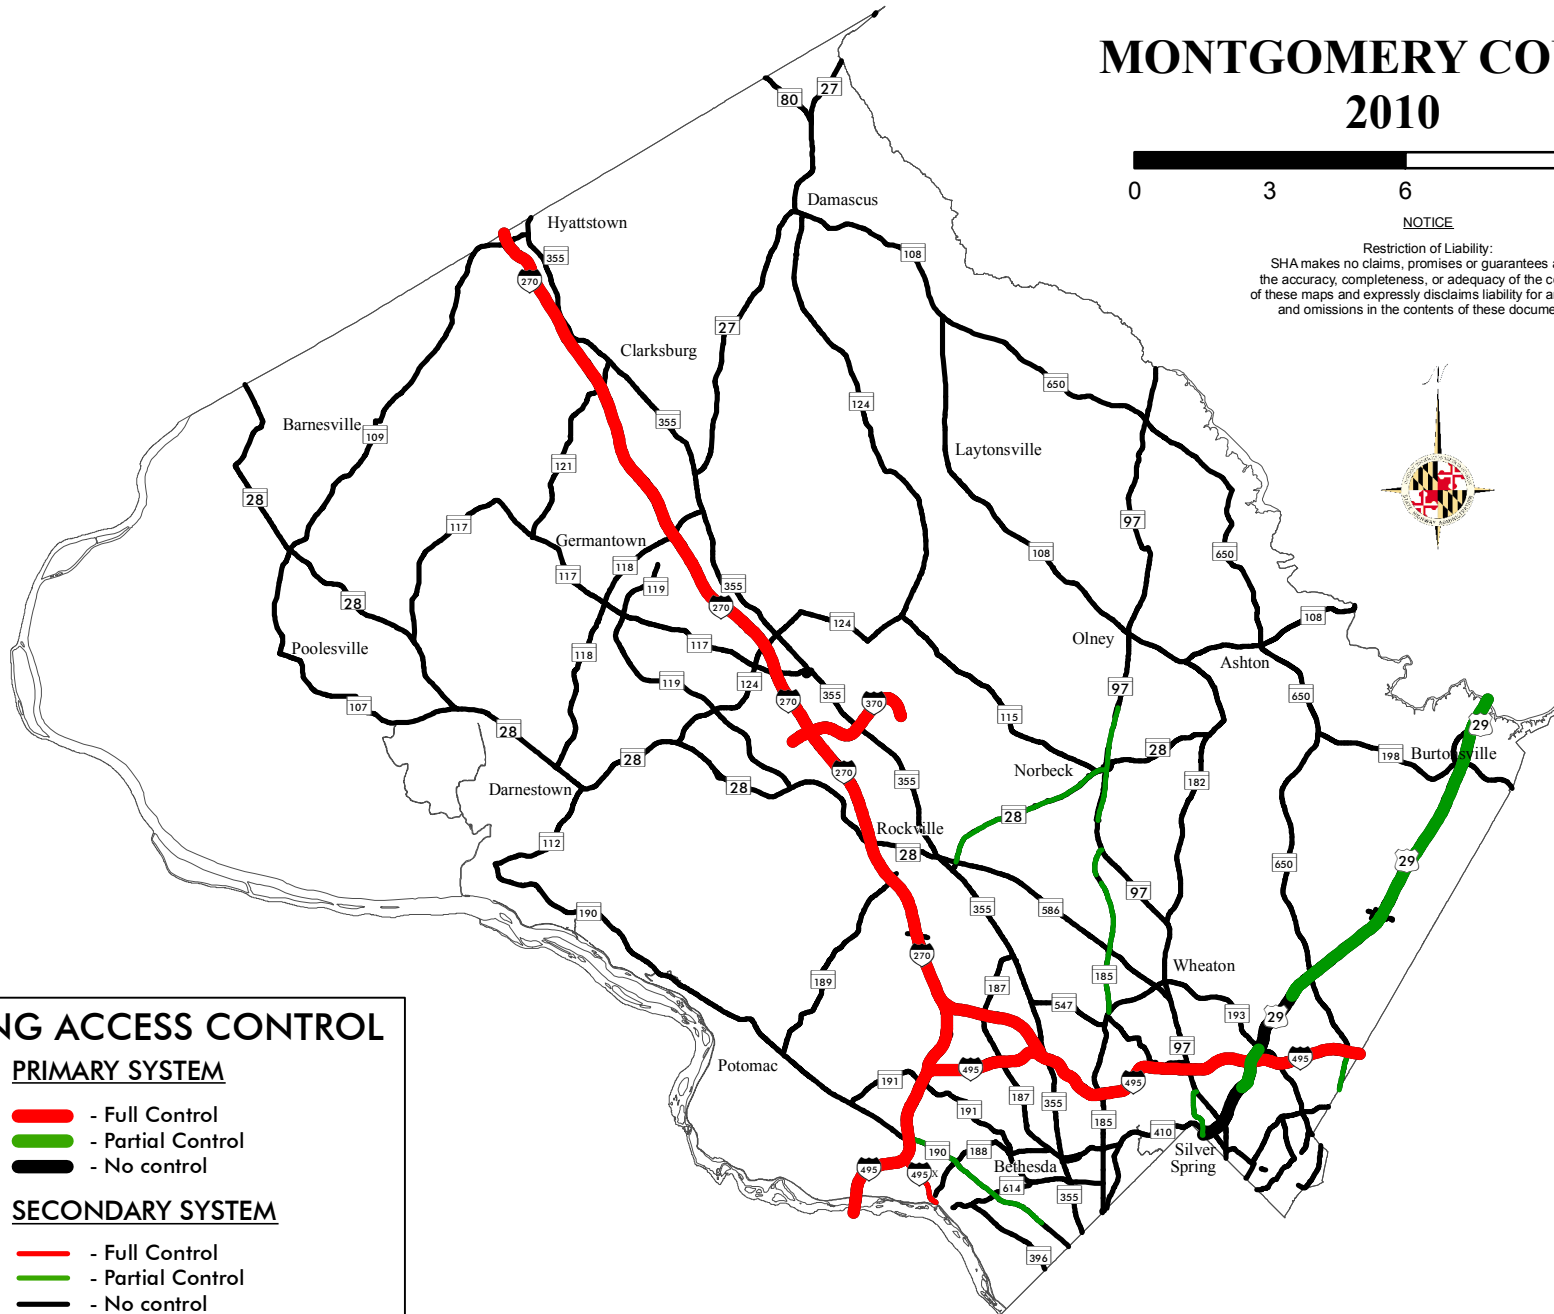 MONTGOMERY CO
2010
0 3 6
NOTICE
Restriction of Liability:
SHA makes no claims, promises or guarantees
the accuracy, completeness, or adequacy of the
of these maps and expressly disclaims liability for
and omissions in the contents of these
80
27
Damascus
Hyattstown
355
108
270
27
Clarksburg
650
124
355
Barnesville
109
Laytonsville
121
28
97
117
Germantown
108
650
118
117
119
355
28
270
108
124
Olney
117
Poolesville
118
Ashton
119
124
97
650
107
270
355
370
115
29
28
28
28
Norbeck
198
Burtonsville
270
355
182
28
Darnestown
28
Rockville
112
28
29
650
97
190
355
586
270
Wheaton
189
187
185
547
193
29
97
Potomac
495
495
495
191
187
355
191
185
410
190
188
Silver
Spring
495
495
X
Bethesda
614
355
396
NG ACCESS CONTROL
PRIMARY SYSTEM
- Full Control
- Partial Control
- No control
SECONDARY SYSTEM
- Full Control
- Partial Control
- No control